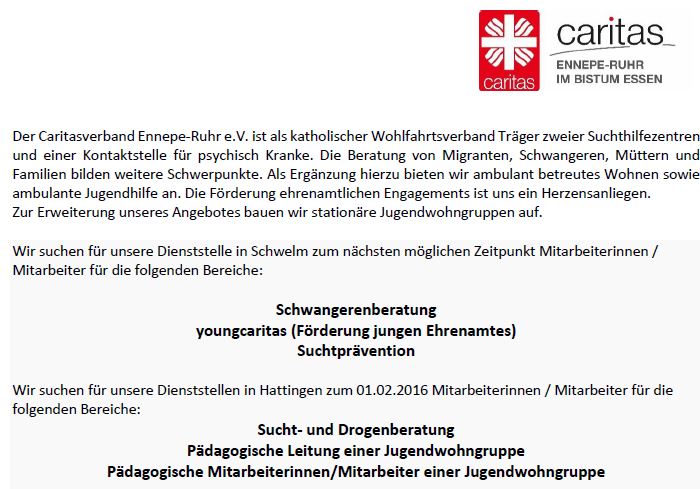 caritas
caritas
ENNEPE-RUHR
IM BISTUM ESSEN
Der Caritasverband Ennepe-Ruhr e.V. ist als katholischer Wohlfahrtsverband Träger zweier Suchthilfezentren
und einer Kontaktstelle für psychisch Kranke. Die Beratung von Migranten, Schwangeren, Müttern und
Familien bilden weitere Schwerpunkte. Als Ergänzung hierzu bieten wir ambulant betreutes Wohnen sowie
ambulante Jugendhilfe an. Die Förderung ehrenamtlichen Engagements ist uns ein Herzensanliegen.
Zur Erweiterung unseres Angebotes bauen wir stationäre Jugendwohngruppen auf.
Wir suchen für unsere Dienststelle in Schwelm zum nächsten möglichen Zeitpunkt Mitarbeiterinnen /
Mitarbeiter für die folgenden Bereiche:
Schwangerenberatung
youngcaritas (Förderung jungen Ehrenamtes)
Suchtprävention
Wir suchen für unsere Dienststellen in Hattingen zum 01.02.2016 Mitarbeiterinnen / Mitarbeiter für die
folgenden Bereiche:
Sucht- und Drogenberatung
Pädagogische Leitung einer Jugendwohngruppe
Pädagogische Mitarbeiterinnen/Mitarbeiter einer Jugendwohngruppe